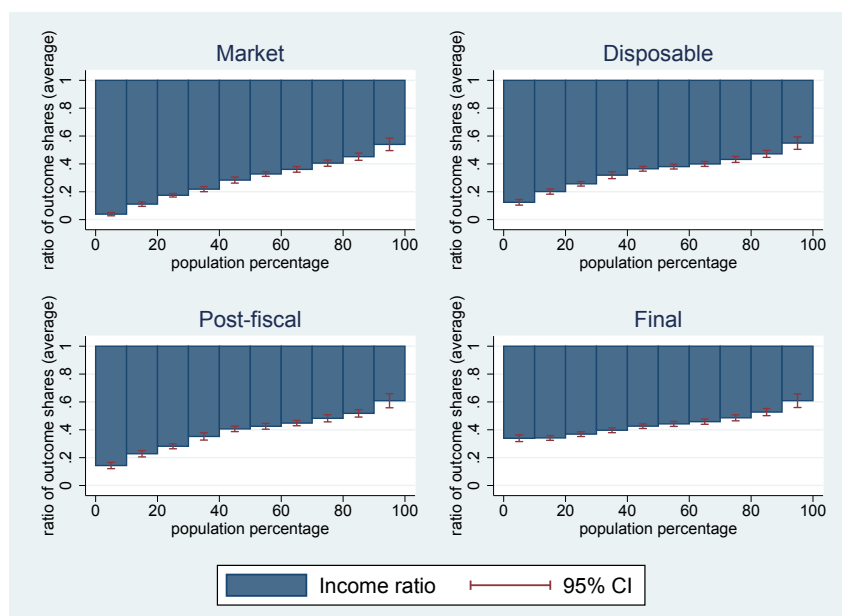 Market
ratio of outcome shares (average)
1
.8
.6
.4
.2
0
0 20 40 60 80 100
population percentage
Disposable
ratio of outcome shares (average)
1
.8
.6
.4
.2
0
0 20 40 60 80 100
population percentage
Post-fiscal
ratio of outcome shares (average)
1
.8
.6
.4
.2
0
0 20 40 60 80 100
population percentage
Final
ratio of outcome shares (average)
1
.8
.6
.4
.2
0
0 20 40 60 80 100
population percentage
Income ratio 95% CI